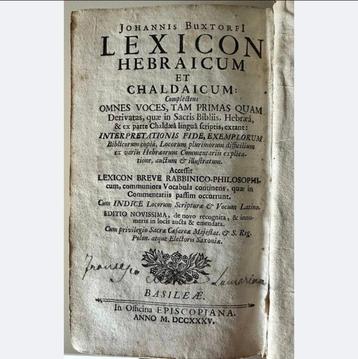 JOHANNIS BUXTORFI
LEXICON
HEBRAICUM
ET
CHALDAICUM:
Complectens
OMNES VOCES, TAM PRIMAS QUAM
Derivatas, quæ in Sacris Bibliis, Hebræâ,
& ex parte Chaldæâ linguâ scriptis, extant:
INTERPRETATIONIS FIDE, EXEMPLORUM
Biblicorum copiâ, Locorum plurimorum difficilium
ex variis Hebræorum Commentariis explica-
tione, auctum & illustratum.
Accessit
LEXICON BREVE RABBINICO-PHILOSOPHI-
cum, communiora Vocabula continens, quæ in
Commentariis passim occurrunt.
Cum INDICE Locorum Scripturæ & Vocum Latino.
EDITIO NOVISSIMA, de novo recognita, & innu-
meris in locis aucta & emendata.
Cum privilegio Sacræ Cæsareæ Majestat. & S. Reg.
Polon. atque Electoris Saxoniæ.
BASILEÆ,
In Officina EPISCOPIANA.
ANNO M. DCCXXXV.